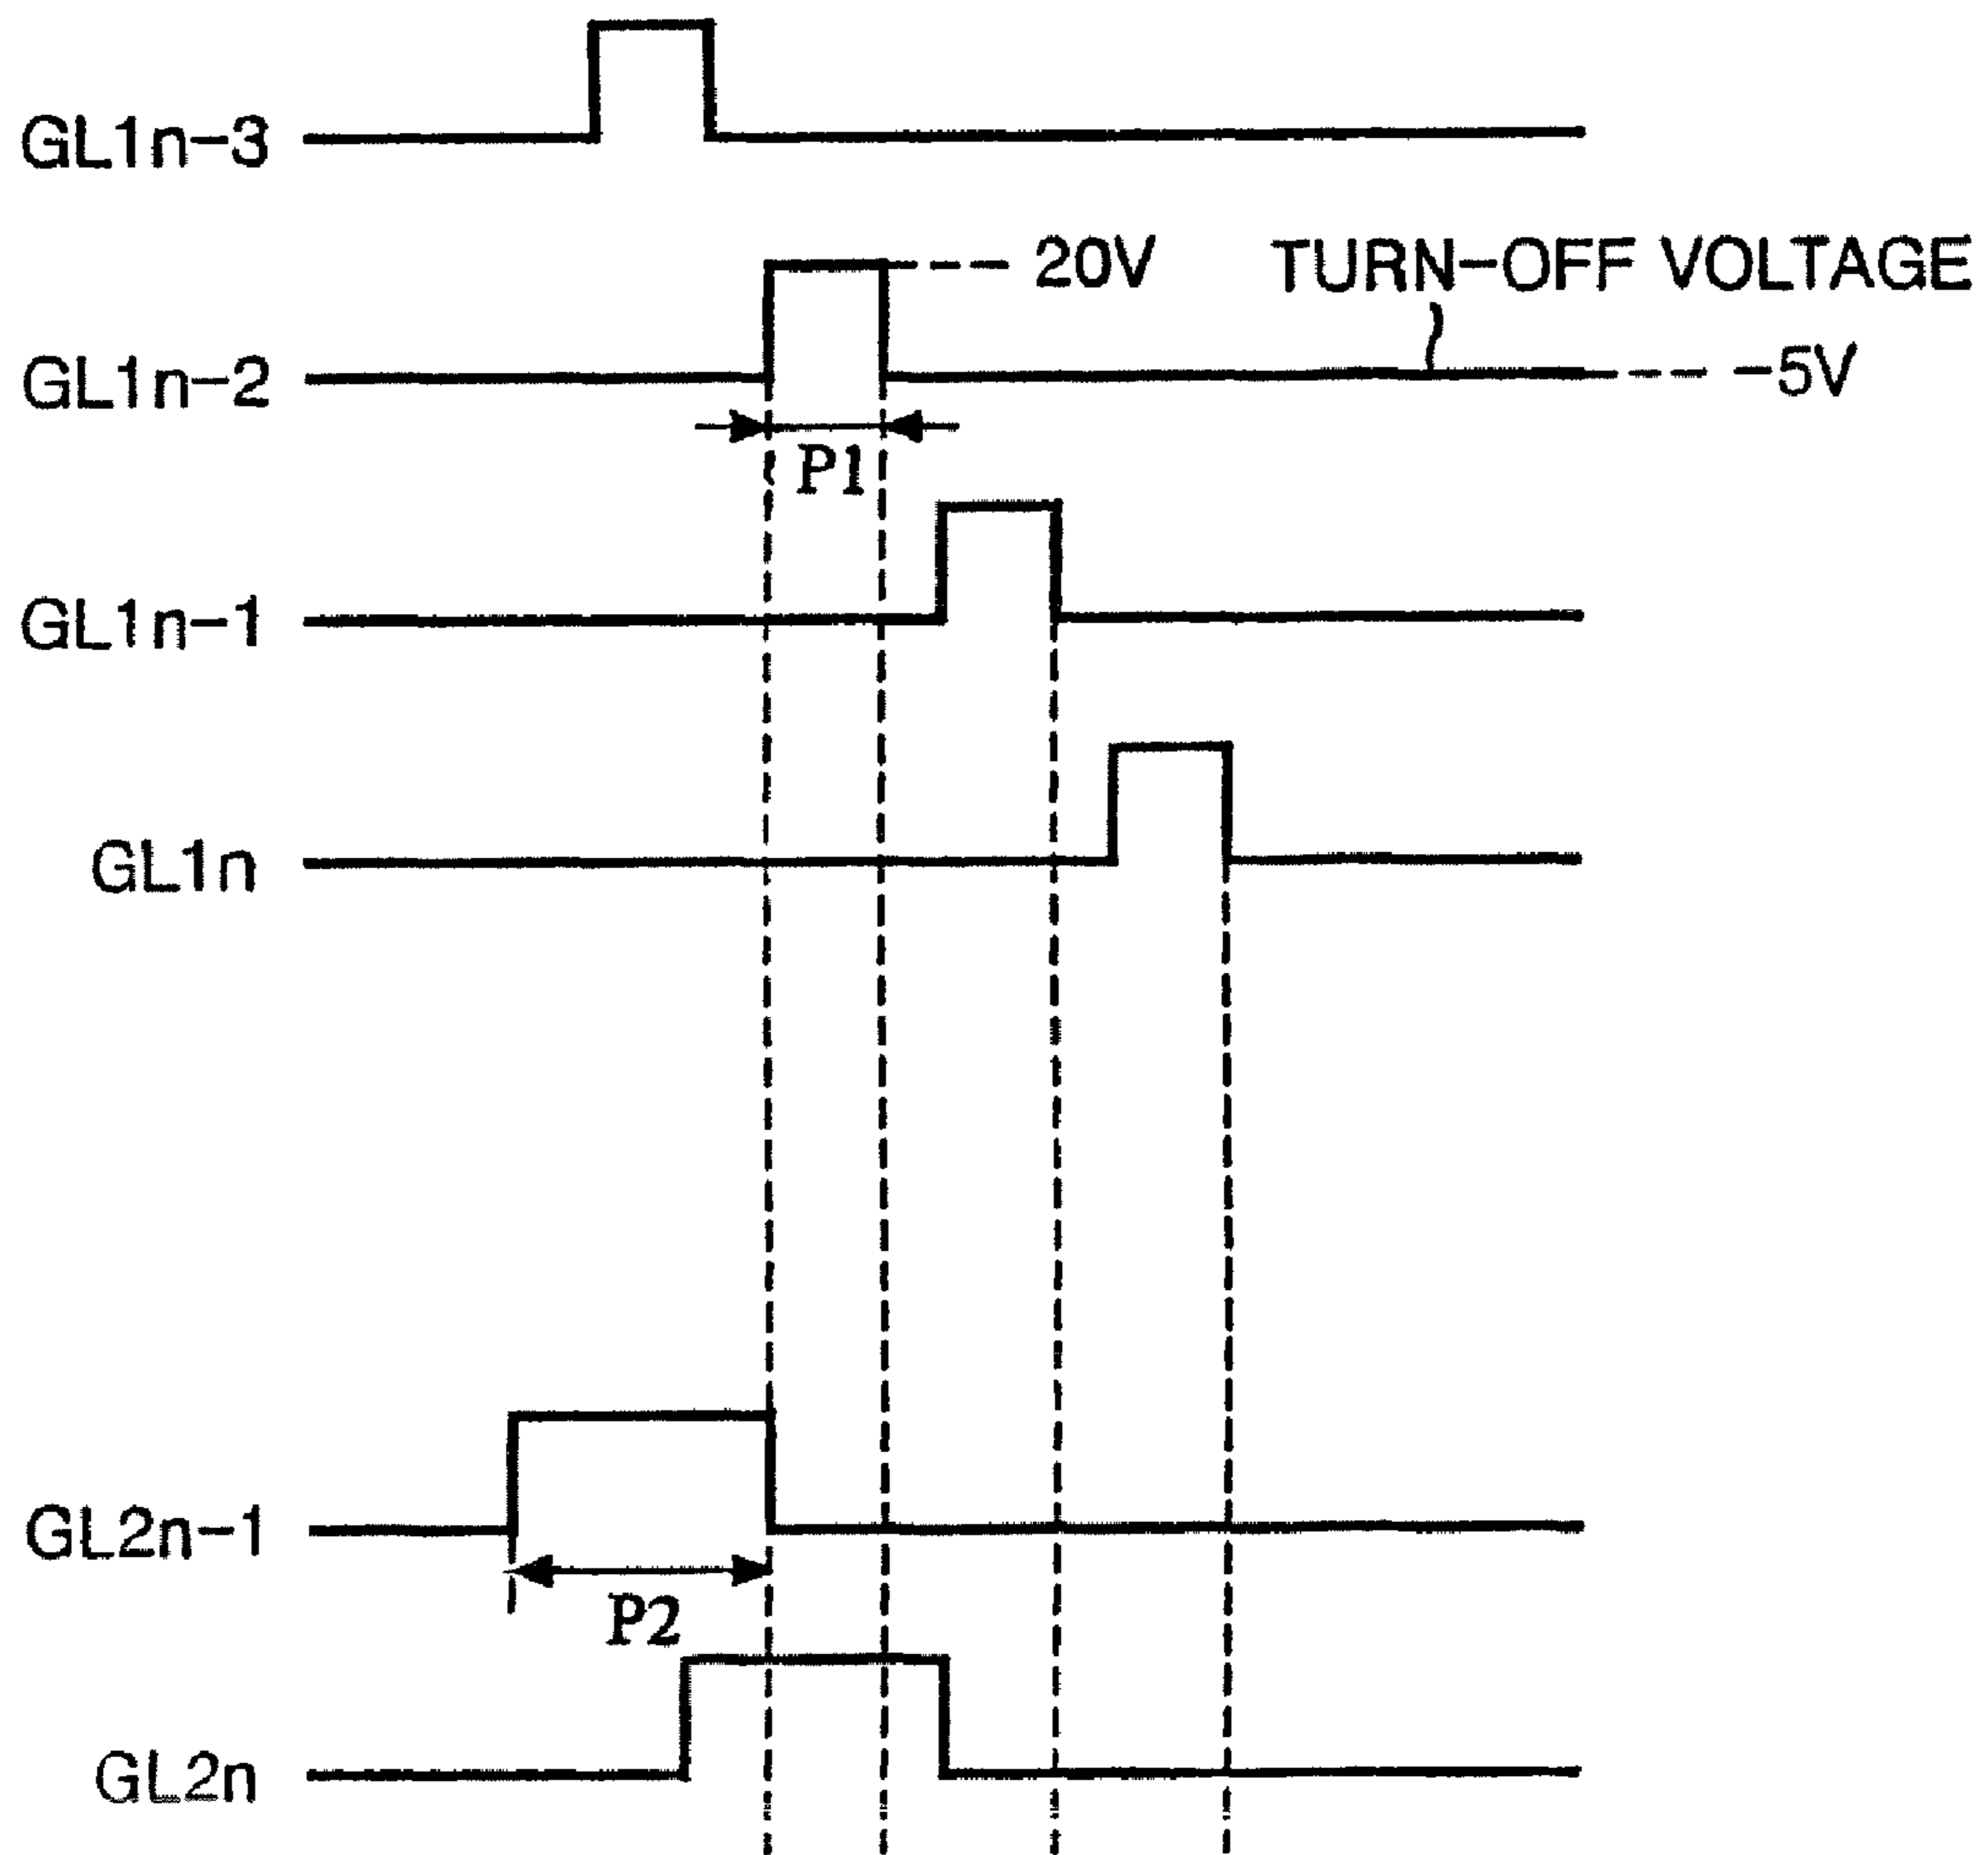 GL1n-3
20V TURN-OFF VOLTAGE
GL1n-2 -5V
P1
GL1n-1
GL1n
GL2n-1
P2
GL2n